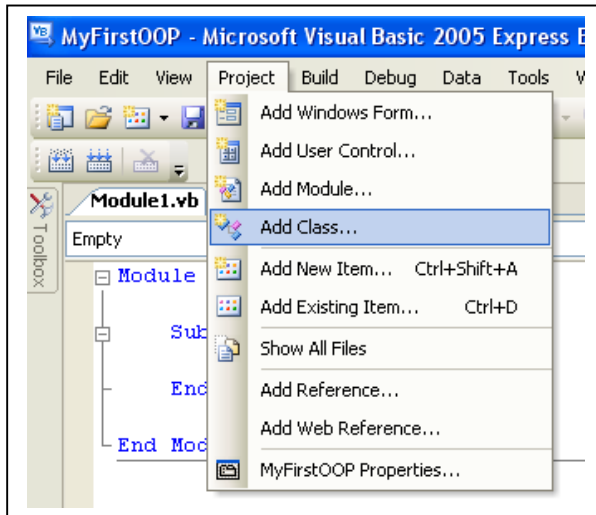 MyFirstOOP - Microsoft Visual Basic 2005 Express E
File Edit View Project Build Debug Data Tools
Add Windows Form...
Add User Control...
Add Module...
Module1.vb
Add Class...
Empty
Toolbox
Add New Item... Ctrl+Shift+A
Module
Add Existing Item... Ctrl+D
Sub
Show All Files
End
Add Reference...
Add Web Reference...
End Mod
MyFirstOOP Properties...